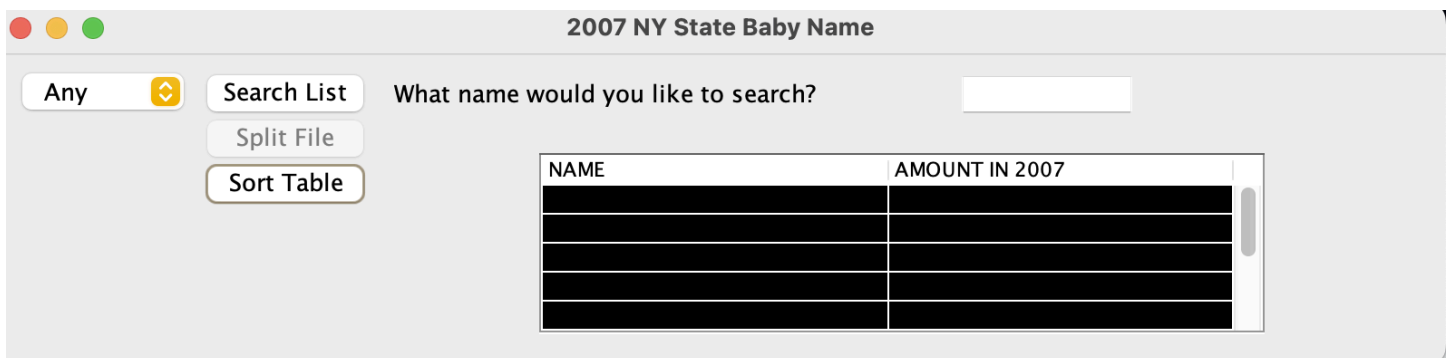 2007 NY State Baby Name
Any
Search List
What name would you like to search?
Split File
Sort Table
NAME
AMOUNT IN 2007